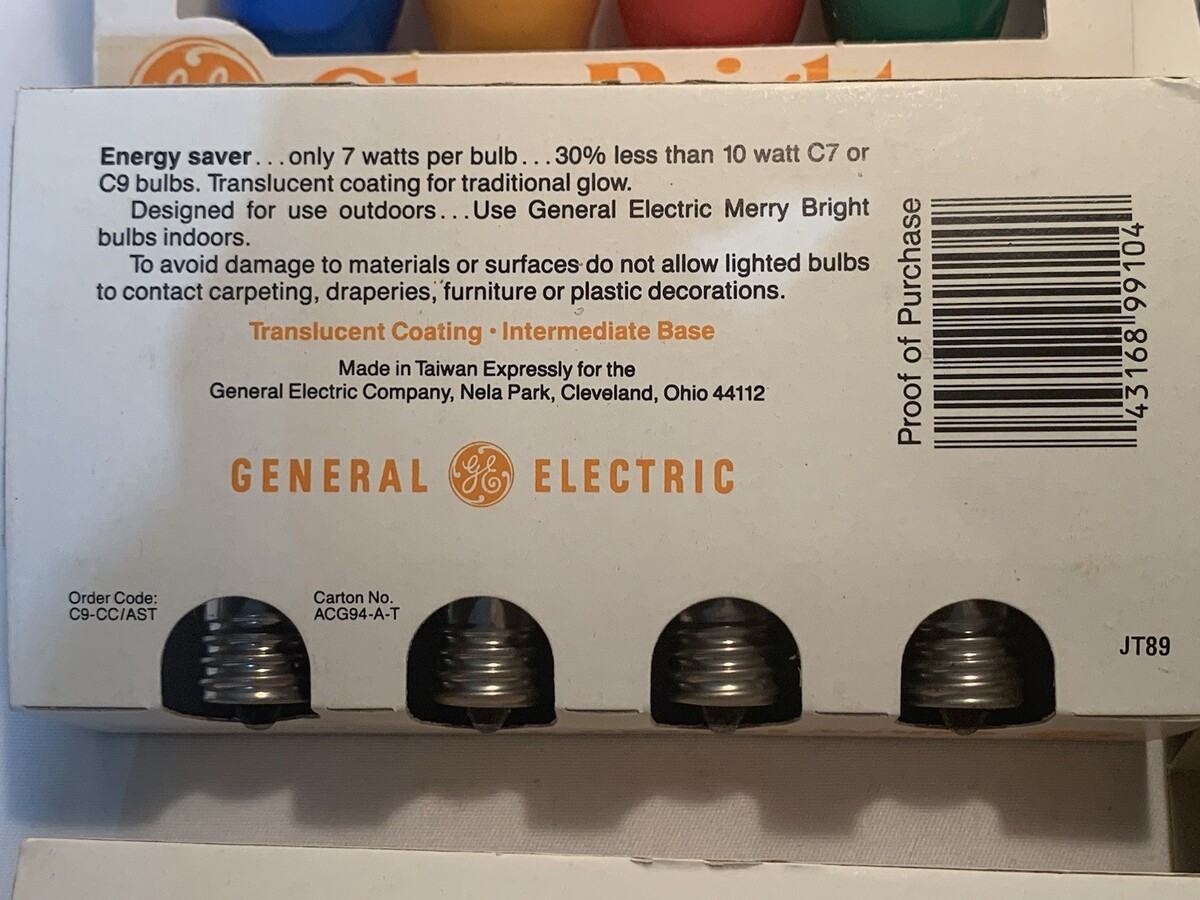 Energy saver...only 7 watts per bulb...30% less than 10 watt C7 or
C9 bulbs. Translucent coating for traditional glow.
Designed for use outdoors...Use General Electric Merry Bright
bulbs indoors.
To avoid damage to materials or surfaces do not allow lighted bulbs
to contact carpeting, draperies, furniture or plastic decorations.
Translucent Coating • Intermediate Base
Made in Taiwan Expressly for the
General Electric Company, Nela Park, Cleveland, Ohio 44112
GENERAL GE ELECTRIC
Proof of Purchase
43168 99104
Order Code:
C9-CC/AST
Carton No.
ACG94-A-T
JT89